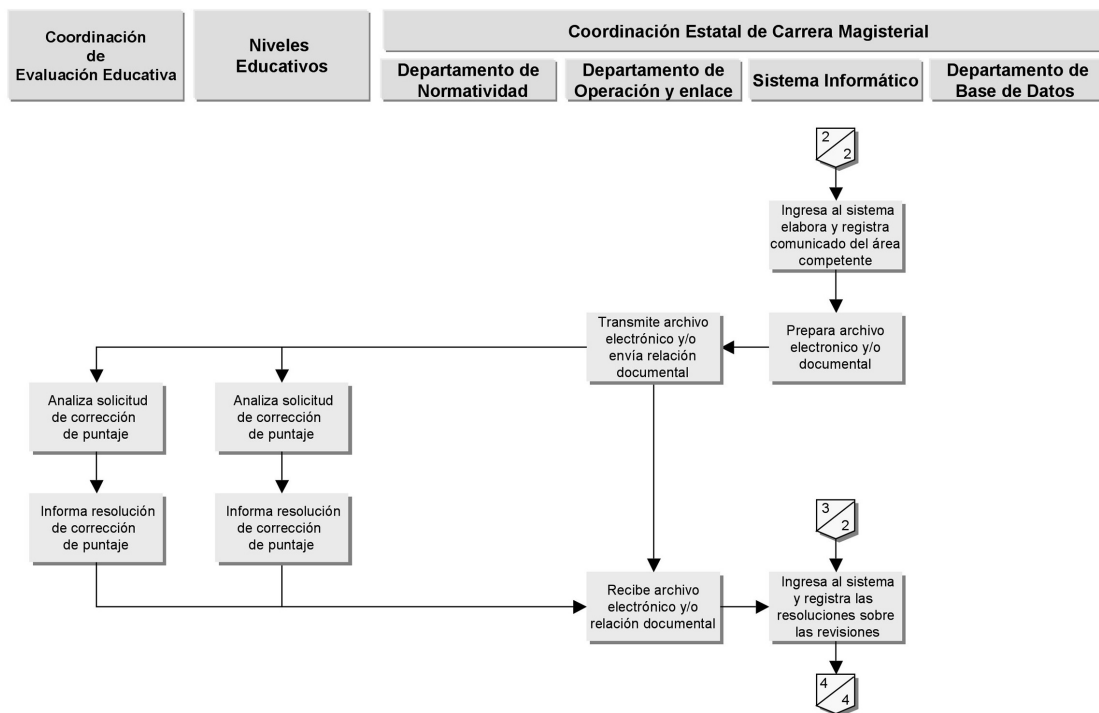 Coordinación
de
Evaluación Educativa
Niveles
Educativos
Coordinación Estatal de Carrera Magisterial
Departamento de
Normatividad
Departamento de
Operación y enlace
Sistema Informático
Departamento de
Base de Datos
2
2
Ingresa al sistema
elabora y registra
comunicado del área
competente
Transmite archivo
electrónico y/o
envía relación
documental
Prepara archivo
electronico y/o
documental
Analiza solicitud
de corrección
de puntaje
Analiza solicitud
de corrección
de puntaje
Informa resolución
de corrección
de puntaje
Informa resolución
de corrección
de puntaje
3
2
Recibe archivo
electrónico y/o
relación documental
Ingresa al sistema
y registra las
resoluciones sobre
las revisiones
4
4